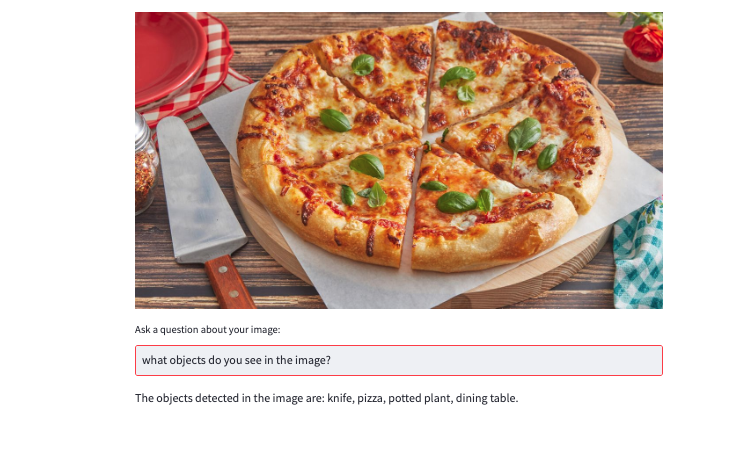 Ask a question about your image:
what objects do you see in the image?
The objects detected in the image are: knife, pizza, potted plant, dining table.